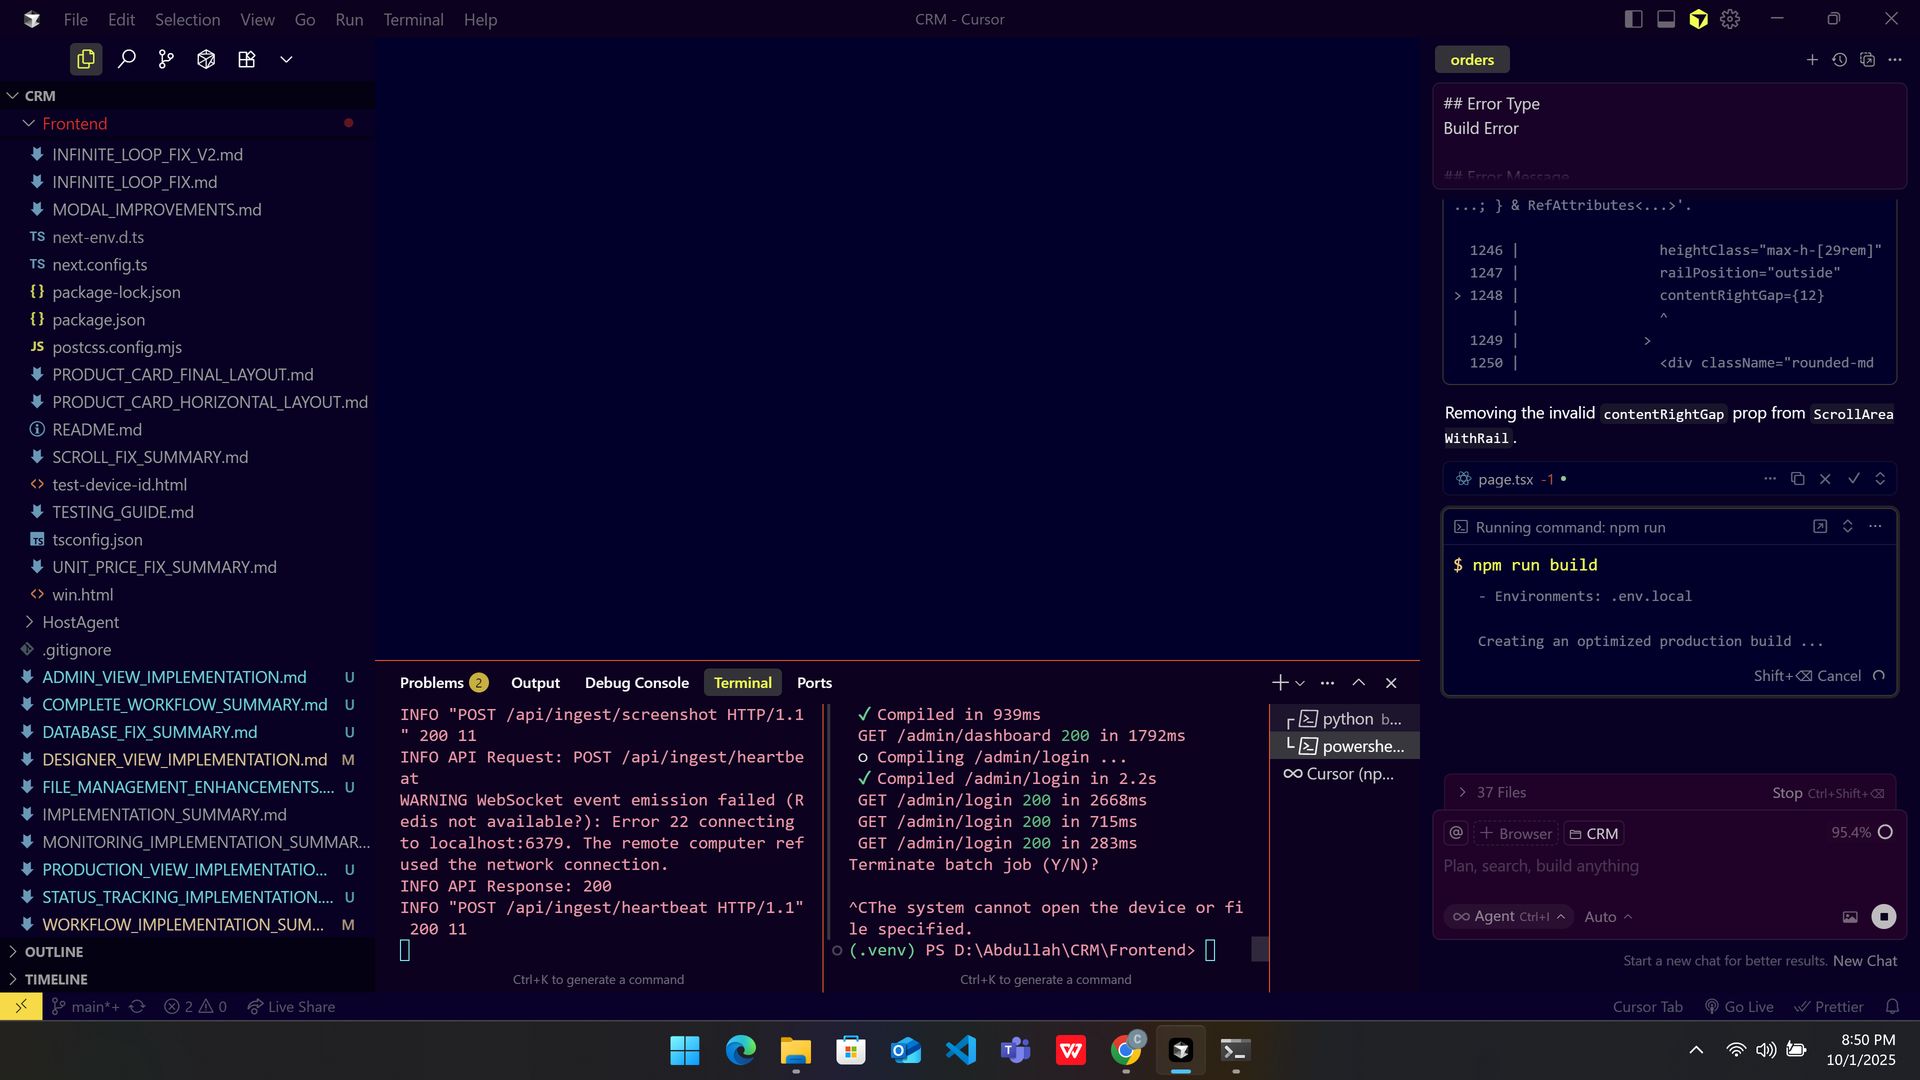 File Edit Selection View Go Run Terminal Help
CRM - Cursor
CRM
Frontend
INFINITE_LOOP_FIX_V2.md
INFINITE_LOOP_FIX.md
MODAL_IMPROVEMENTS.md
TS next-env.d.ts
TS next.config.ts
{} package-lock.json
{} package.json
JS postcss.config.mjs
PRODUCT_CARD_FINAL_LAYOUT.md
PRODUCT_CARD_HORIZONTAL_LAYOUT.md
README.md
SCROLL_FIX_SUMMARY.md
<> test-device-id.html
TESTING_GUIDE.md
TS tsconfig.json
UNIT_PRICE_FIX_SUMMARY.md
<> win.html
HostAgent
.gitignore
ADMIN_VIEW_IMPLEMENTATION.md U
COMPLETE_WORKFLOW_SUMMARY.md U
DATABASE_FIX_SUMMARY.md U
DESIGNER_VIEW_IMPLEMENTATION.md M
FILE_MANAGEMENT_ENHANCEMENTS.... U
IMPLEMENTATION_SUMMARY.md
MONITORING_IMPLEMENTATION_SUMMAR...
PRODUCTION_VIEW_IMPLEMENTATIO... U
STATUS_TRACKING_IMPLEMENTATION.... U
WORKFLOW_IMPLEMENTATION_SUM... M
OUTLINE
TIMELINE
Problems 2 Output Debug Console Terminal Ports
INFO "POST /api/ingest/screenshot HTTP/1.1
" 200 11
INFO API Request: POST /api/ingest/heartbe
at
WARNING WebSocket event emission failed (R
edis not available?): Error 22 connecting
to localhost:6379. The remote computer ref
used the network connection.
INFO API Response: 200
INFO "POST /api/ingest/heartbeat HTTP/1.1"
200 11
Ctrl+K to generate a command
✓ Compiled in 939ms
GET /admin/dashboard 200 in 1792ms
○ Compiling /admin/login ...
✓ Compiled /admin/login in 2.2s
GET /admin/login 200 in 2668ms
GET /admin/login 200 in 715ms
GET /admin/login 200 in 283ms
Terminate batch job (Y/N)?
^CThe system cannot open the device or fi
le specified.
(.venv) PS D:\Abdullah\CRM\Frontend>
Ctrl+K to generate a command
python b...
powershe...
Cursor (np...
orders
## Error Type
Build Error
## Error Message
...; } & RefAttributes<...>'.
1246 | heightClass="max-h-[29rem]"
1247 | railPosition="outside"
> 1248 | contentRightGap={12}
| ^
1249 | >
1250 | <div className="rounded-md
Removing the invalid contentRightGap prop from ScrollArea
WithRail.
page.tsx -1 •
Running command: npm run
$ npm run build
- Environments: .env.local
Creating an optimized production build ...
Shift+⌫ Cancel
37 Files Stop Ctrl+Shift+⌫
@ + Browser CRM 95.4%
Plan, search, build anything
∞ Agent Ctrl+I Auto
Start a new chat for better results. New Chat
main*+ 2 0 Live Share
Cursor Tab Go Live Prettier
C
8:50 PM
10/1/2025